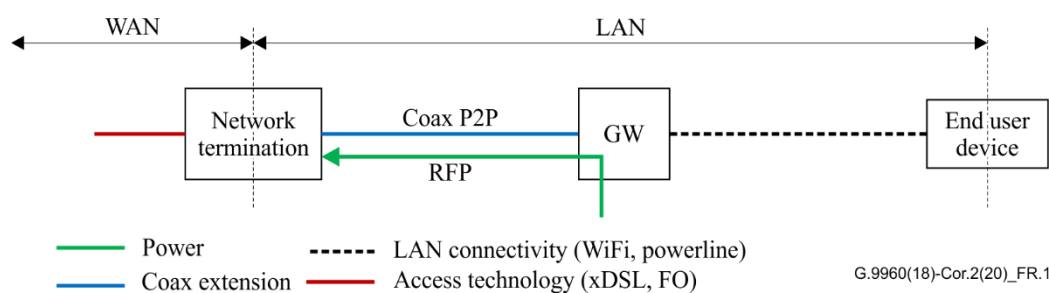 WAN
LAN
Network
termination
Coax P2P
RFP
GW
End user
device
Power
LAN connectivity (WiFi, powerline)
Coax extension
Access technology (xDSL, FO)
G.9960(18)-Cor.2(20)_FR.1